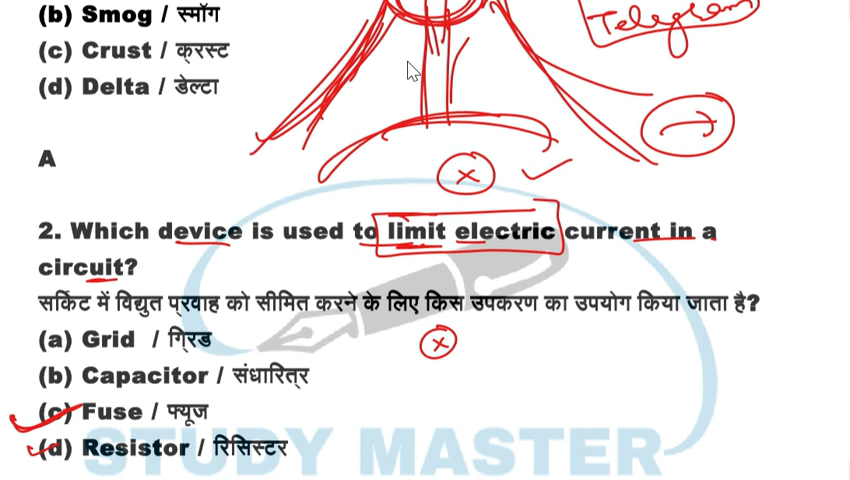 (b) Smog / स्मॉग
Telegram
(c) Crust / क्रस्ट
(d) Delta / डेल्टा
A
2. Which device is used to limit electric current in a
circuit?
सर्किट में विद्युत प्रवाह को सीमित करने के लिए किस उपकरण का उपयोग किया जाता है?
(a) Grid / ग्रिड
(b) Capacitor / संधारित्र
(c) Fuse / फ्यूज
(d) Resistor / रिसिस्टर
STUDY MASTER